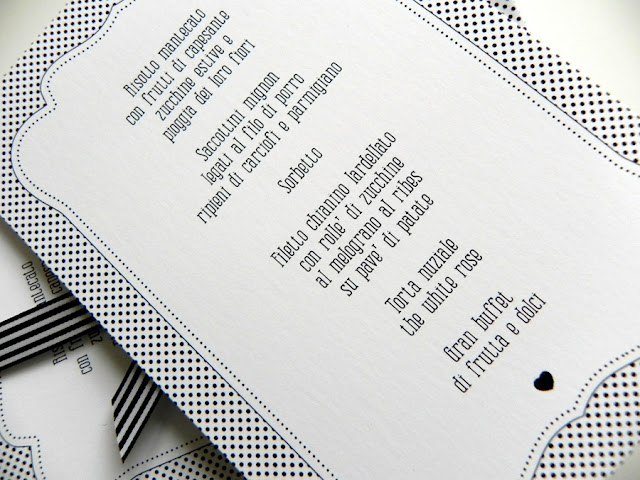 Risotto mantecato
con frutti di capesante
zucchine estive e
pioggia dei loro fiori
Saccottini mignon
legati al filo di porro
ripieni di carciofi e parmigiano
Sorbetto
Filetto chianino lardellato
con rolle' di zucchine
al melograno al ribes
su pave' di patate
Torta nuziale
the white rose
Gran buffet
di frutta e dolci